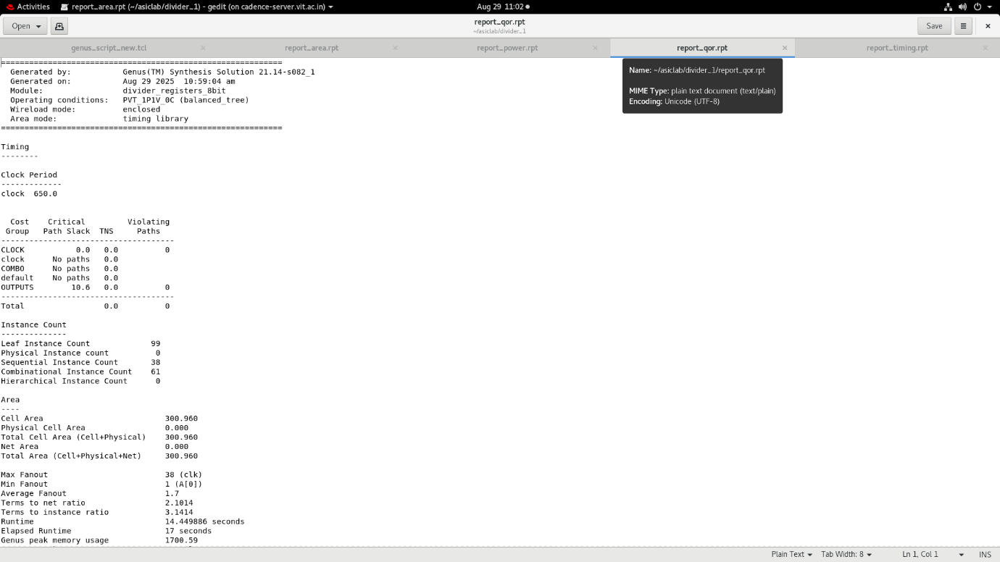 Activities report_area.rpt (~/asiclab/divider_1) - gedit (on cadence-server.vit.ac.in) Aug 29 11:02
Open report_qor.rpt Save
~/asiclab/divider_1
genus_script_new.tcl report_area.rpt report_power.rpt report_qor.rpt report_timing.rpt
Name: ~/asiclab/divider_1/report_qor.rpt
MIME Type: plain text document (text/plain)
Encoding: Unicode (UTF-8)
============================================================
Generated by: Genus(TM) Synthesis Solution 21.14-s082_1
Generated on: Aug 29 2025 10:59:04 am
Module: divider_registers_8bit
Operating conditions: PVT_1P1V_0C (balanced_tree)
Wireload mode: enclosed
Area mode: timing library
============================================================
Timing
--------
Clock Period
-------------
clock 650.0
Cost Critical Violating
Group Path Slack TNS Paths
-------------------------------------
CLOCK 0.0 0.0 0
clock No paths 0.0
COMBO No paths 0.0
default No paths 0.0
OUTPUTS 10.6 0.0 0
-------------------------------------
Total 0.0 0
Instance Count
--------------
Leaf Instance Count 99
Physical Instance count 0
Sequential Instance Count 38
Combinational Instance Count 61
Hierarchical Instance Count 0
Area
----
Cell Area 300.960
Physical Cell Area 0.000
Total Cell Area (Cell+Physical) 300.960
Net Area 0.000
Total Area (Cell+Physical+Net) 300.960
Max Fanout 38 (clk)
Min Fanout 1 (A[0])
Average Fanout 1.7
Terms to net ratio 2.1014
Terms to instance ratio 3.1414
Runtime 14.449886 seconds
Elapsed Runtime 17 seconds
Genus peak memory usage 1700.59
Plain Text Tab Width: 8 Ln 1, Col 1 INS